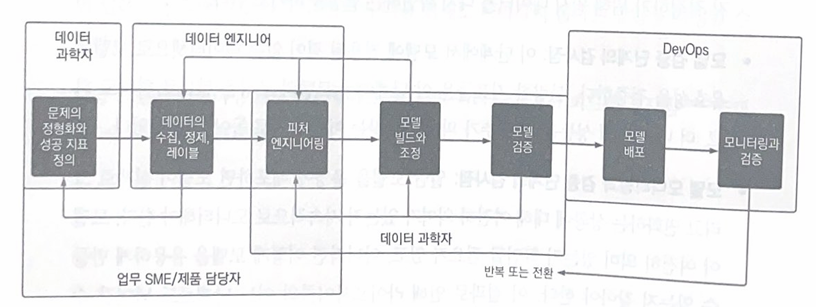 데이터
과학자
데이터 엔지니어
DevOps
문제의
정형화와
성공 지표
정의
데이터의
수집, 정제,
레이블
피처
엔지니어링
모델
빌드와
조정
모델
검증
모델
배포
모니터링과
검증
데이터 과학자
업무 SME/제품 담당자
반복 또는 전환